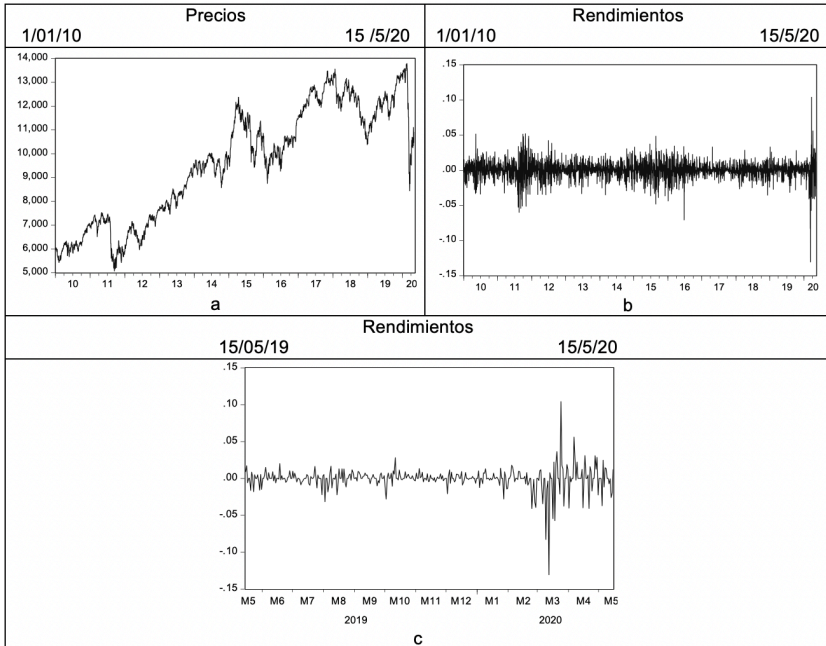 Precios
1/01/10 15 /5/20
14,000
13,000
12,000
11,000
10,000
9,000
8,000
7,000
6,000
5,000
10 11 12 13 14 15 16 17 18 19 20
a
Rendimientos
1/01/10 15/5/20
.15
.10
.05
.00
-.05
-.10
-.15
10 11 12 13 14 15 16 17 18 19 20
b
Rendimientos
15/05/19 15/5/20
.15
.10
.05
.00
-.05
-.10
-.15
M5 M6 M7 M8 M9 M10 M11 M12 M1 M2 M3 M4 M5
2019 2020
c